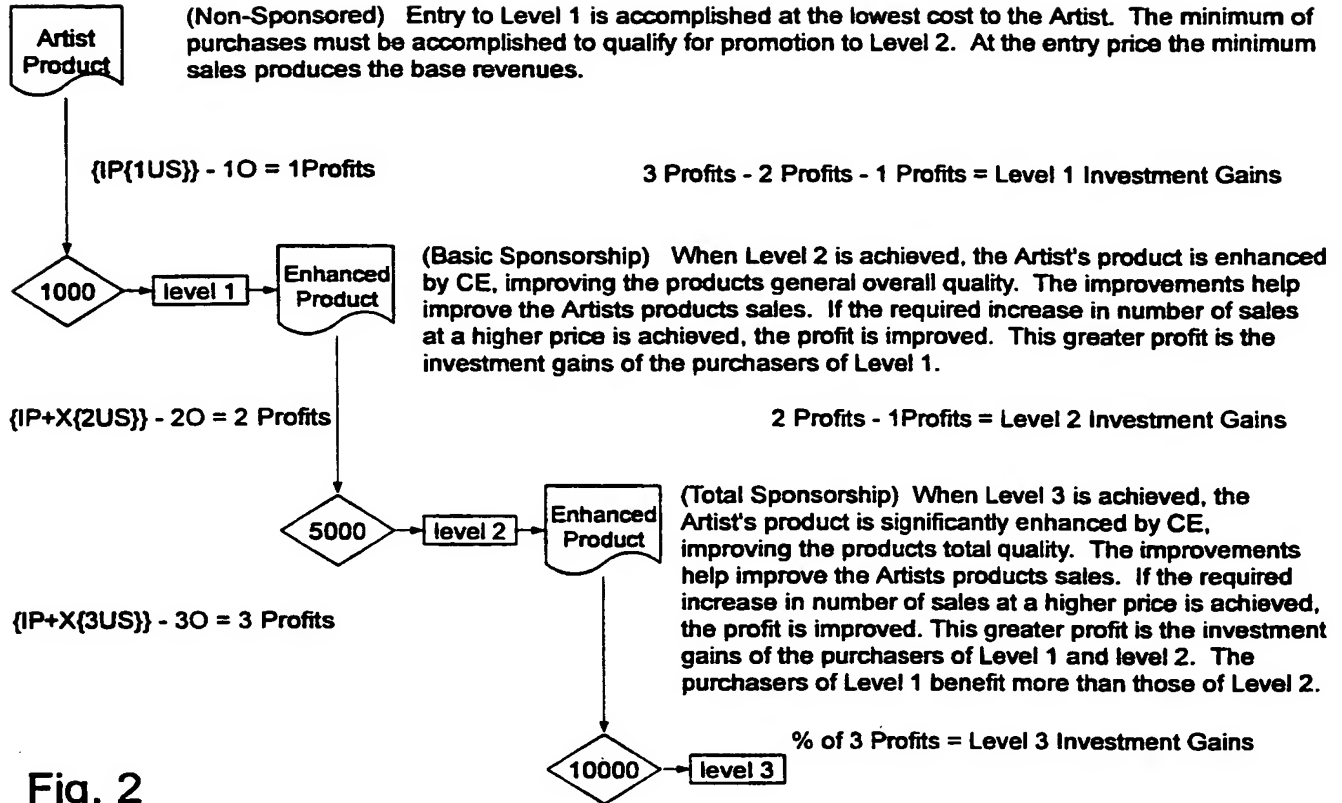 Artist
Product
(Non-Sponsored) Entry to Level 1 is accomplished at the lowest cost to the Artist. The minimum of
purchases must be accomplished to qualify for promotion to Level 2. At the entry price the minimum
sales produces the base revenues.
{IP{1US}} - 1O = 1Profits
3 Profits - 2 Profits - 1 Profits = Level 1 Investment Gains
1000
level 1
Enhanced
Product
(Basic Sponsorship) When Level 2 is achieved, the Artist's product is enhanced
by CE, improving the products general overall quality. The improvements help
improve the Artists products sales. If the required increase in number of sales
at a higher price is achieved, the profit is improved. This greater profit is the
investment gains of the purchasers of Level 1.
{IP+X{2US}} - 2O = 2 Profits
2 Profits - 1Profits = Level 2 Investment Gains
5000
level 2
Enhanced
Product
(Total Sponsorship) When Level 3 is achieved, the
Artist's product is significantly enhanced by CE,
improving the products total quality. The improvements
help improve the Artists products sales. If the required
increase in number of sales at a higher price is achieved,
the profit is improved. This greater profit is the investment
gains of the purchasers of Level 1 and level 2. The
purchasers of Level 1 benefit more than those of Level 2.
{IP+X{3US}} - 3O = 3 Profits
% of 3 Profits = Level 3 Investment Gains
10000
level 3
Fig. 2